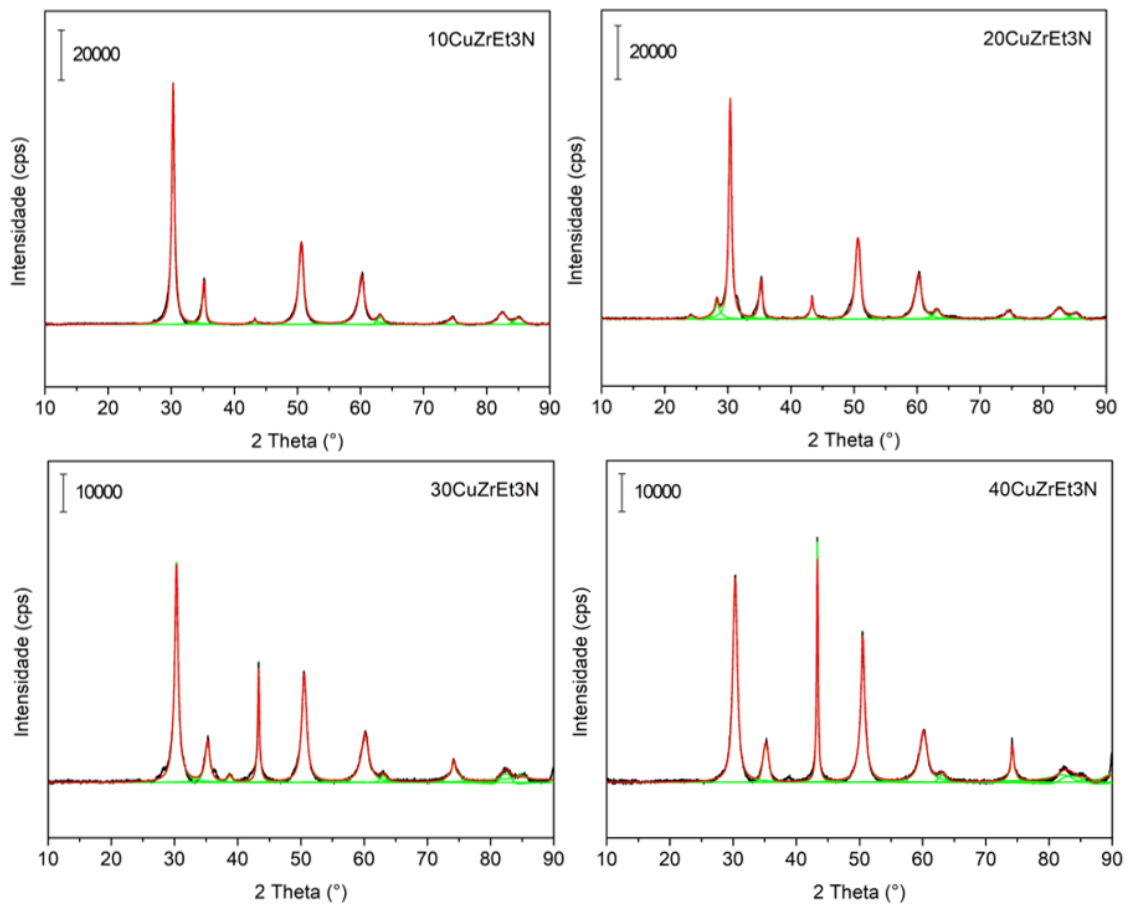 20000
10CuZrEt3N
Intensidade (cps)
10 20 30 40 50 60 70 80 90
2 Theta (°)
20000
20CuZrEt3N
Intensidade (cps)
10 20 30 40 50 60 70 80 90
2 Theta (°)
10000
30CuZrEt3N
Intensidade (cps)
10 20 30 40 50 60 70 80 90
2 Theta (°)
10000
40CuZrEt3N
Intensidade (cps)
10 20 30 40 50 60 70 80 90
2 Theta (°)